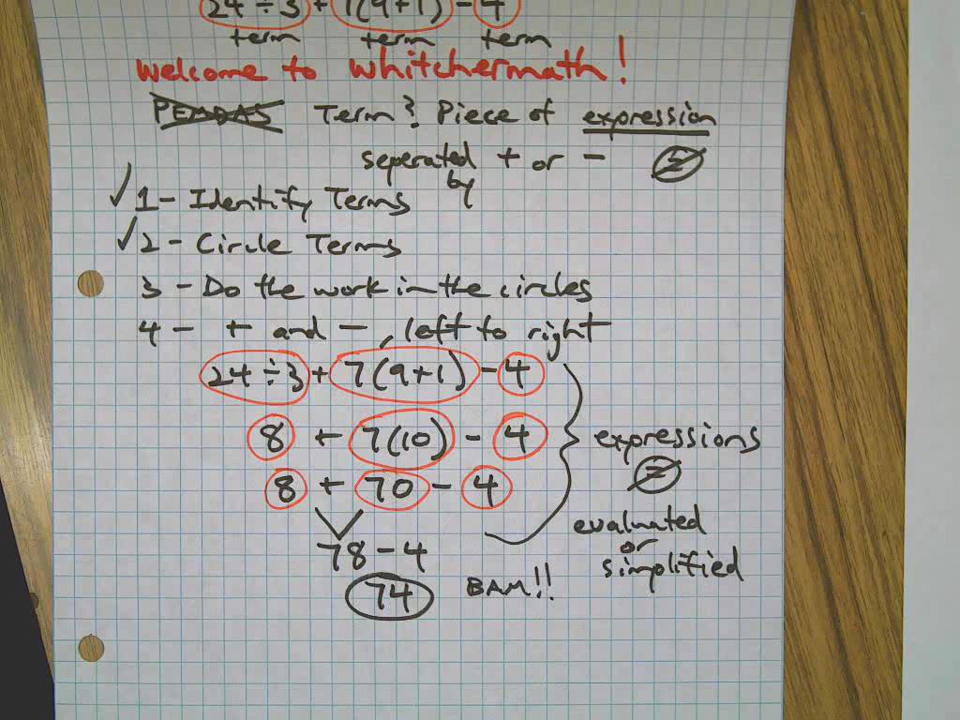 24 ÷ 3 + 7(9+1) - 4
term term term
Welcome to whitchermath!
PEMDAS Term? Piece of expression
seperated by + or - =
1 - Identify Terms
2 - Circle Terms
3 - Do the work in the circles
4 - + and -, left to right
24 ÷ 3 + 7(9+1) - 4
8 + 7(10) - 4 expressions
8 + 70 - 4 =
evaluated
78 - 4 or
simplified
74 BAM!!